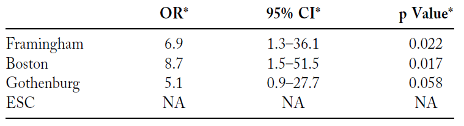 OR* 95% CI* p Value*
Framingham 6.9 1.3–36.1 0.022
Boston 8.7 1.5–51.5 0.017
Gothenburg 5.1 0.9–27.7 0.058
ESC NA NA NA